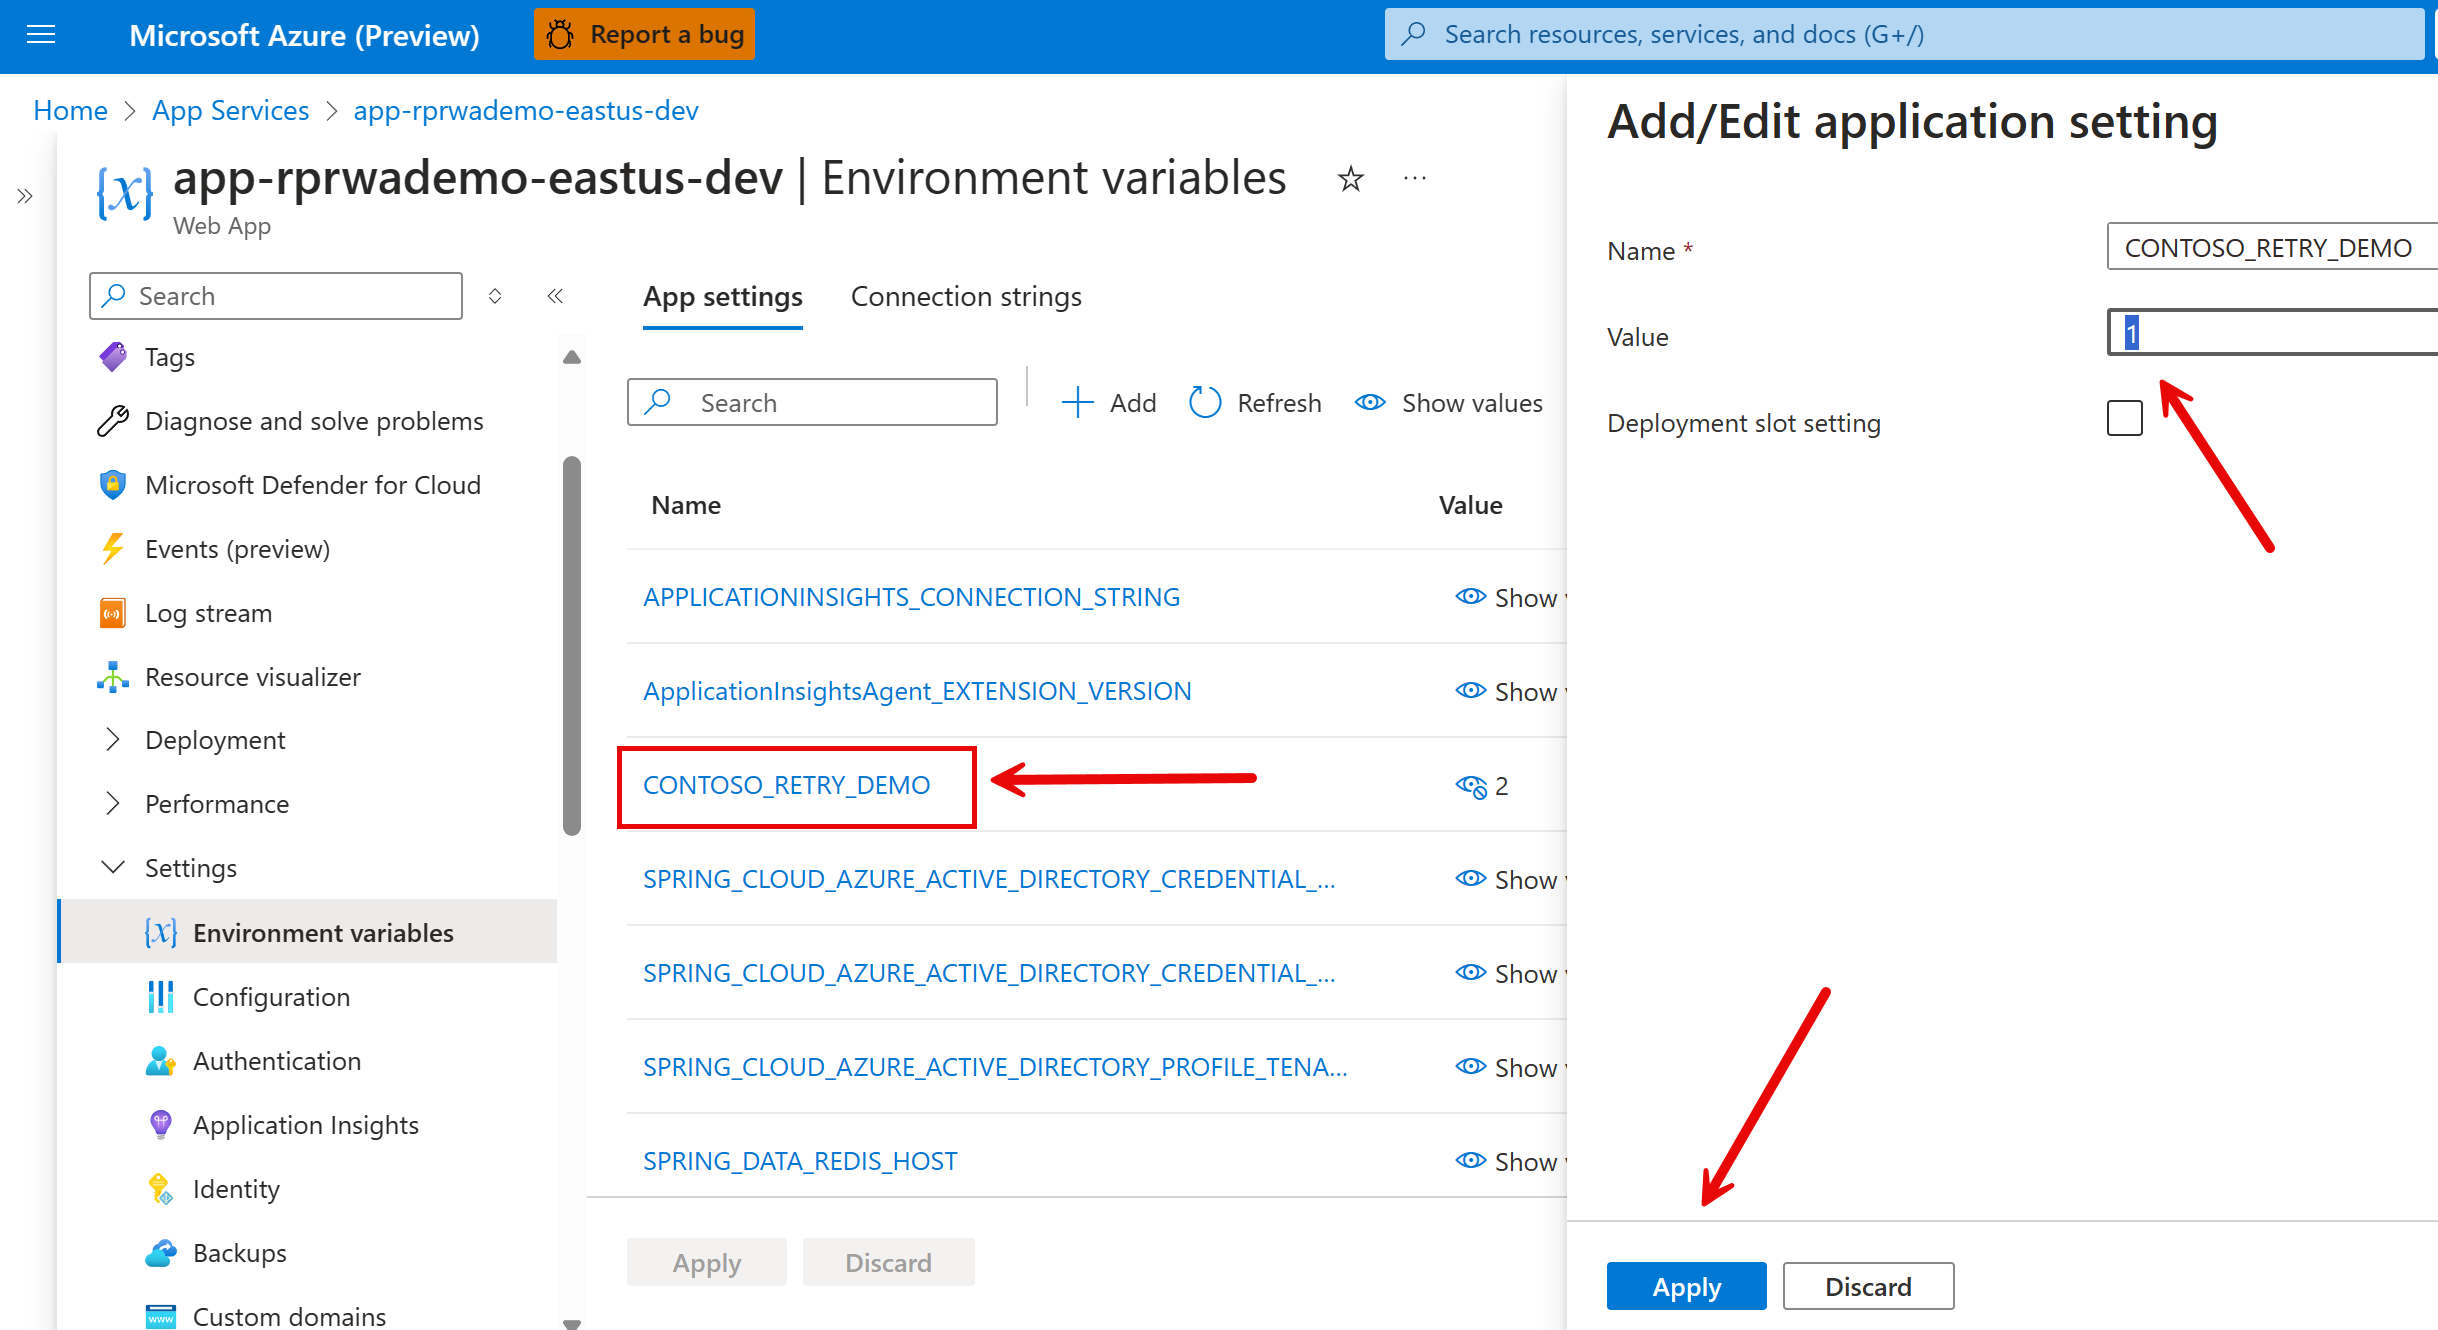 Microsoft Azure (Preview)
Report a bug
Search resources, services, and docs (G+/)
Home > App Services > app-rprwademo-eastus-dev
{x} app-rprwademo-eastus-dev | Environment variables
Web App
Search
Tags
Diagnose and solve problems
Microsoft Defender for Cloud
Events (preview)
Log stream
Resource visualizer
Deployment
Performance
Settings
Environment variables
Configuration
Authentication
Application Insights
Identity
Backups
www Custom domains
App settings Connection strings
Search
Add Refresh Show values
Name Value
APPLICATIONINSIGHTS_CONNECTION_STRING Show
ApplicationInsightsAgent_EXTENSION_VERSION Show
CONTOSO_RETRY_DEMO 2
SPRING_CLOUD_AZURE_ACTIVE_DIRECTORY_CREDENTIAL_... Show
SPRING_CLOUD_AZURE_ACTIVE_DIRECTORY_CREDENTIAL_... Show
SPRING_CLOUD_AZURE_ACTIVE_DIRECTORY_PROFILE_TENA... Show
SPRING_DATA_REDIS_HOST Show
Apply Discard
Add/Edit application setting
Name * CONTOSO_RETRY_DEMO
Value 1
Deployment slot setting
Apply Discard